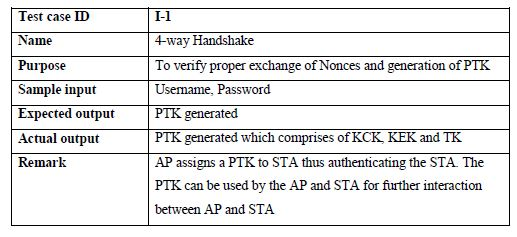 Test case ID I-1
Name 4-way Handshake
Purpose To verify proper exchange of Nonces and generation of PTK
Sample input Username, Password
Expected output PTK generated
Actual output PTK generated which comprises of KCK, KEK and TK
Remark AP assigns a PTK to STA thus authenticating the STA. The
PTK can be used by the AP and STA for further interaction
between AP and STA